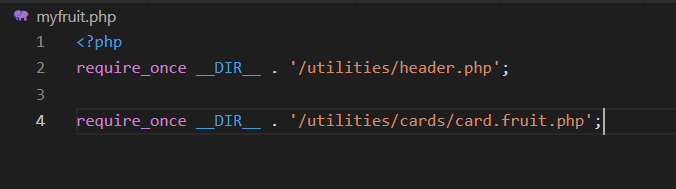 myfruit.php
1 <?php
2 require_once __DIR__ . '/utilities/header.php';
3
4 require_once __DIR__ . '/utilities/cards/card.fruit.php';